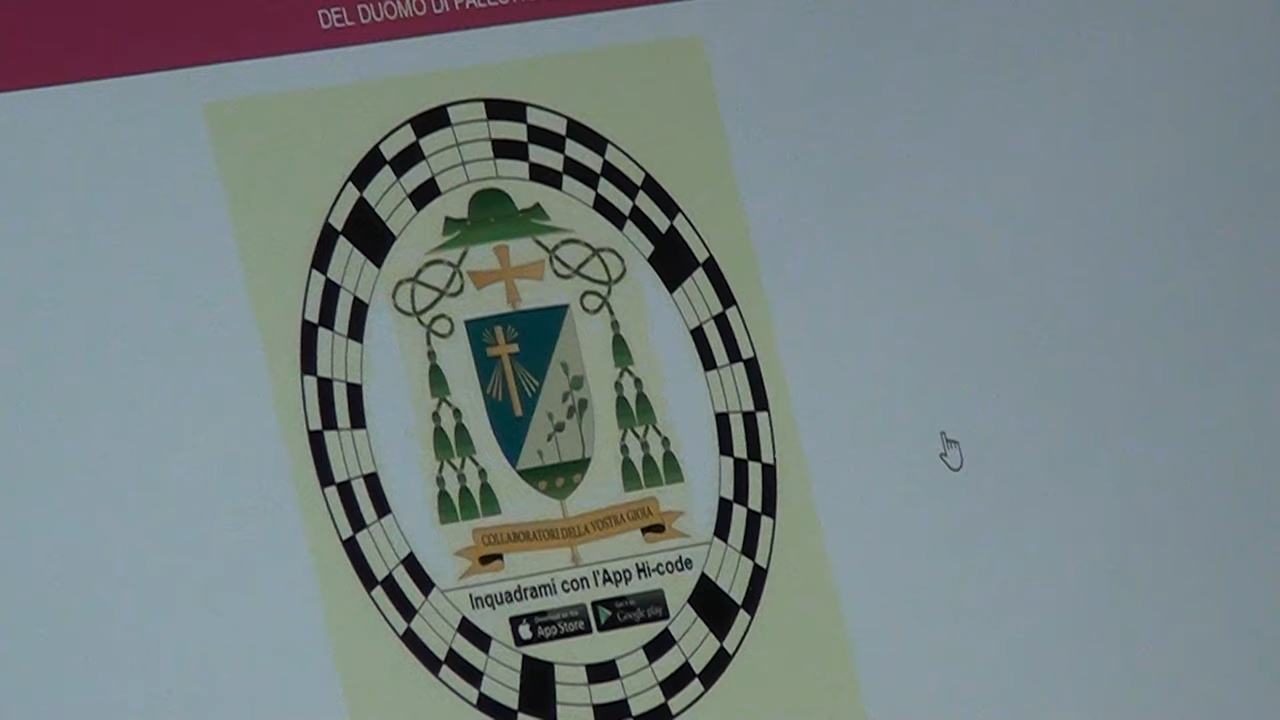 DEL DUOMO DI
COLLABORATORI DELLA VOSTRA GIOIA
Inquadrami con l'App Hi-code
App Store
Google play